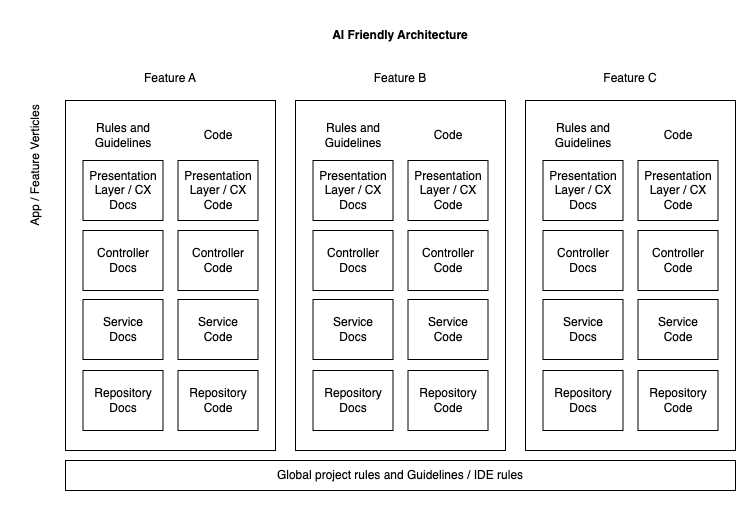 AI Friendly Architecture
Feature A
Feature B
Feature C
App / Feature Verticles
Rules and
Guidelines
Code
Presentation
Layer / CX
Docs
Presentation
Layer / CX
Code
Controller
Docs
Controller
Code
Service
Docs
Service
Code
Repository
Docs
Repository
Code
Rules and
Guidelines
Code
Presentation
Layer / CX
Docs
Presentation
Layer / CX
Code
Controller
Docs
Controller
Code
Service
Docs
Service
Code
Repository
Docs
Repository
Code
Rules and
Guidelines
Code
Presentation
Layer / CX
Docs
Presentation
Layer / CX
Code
Controller
Docs
Controller
Code
Service
Docs
Service
Code
Repository
Docs
Repository
Code
Global project rules and Guidelines / IDE rules